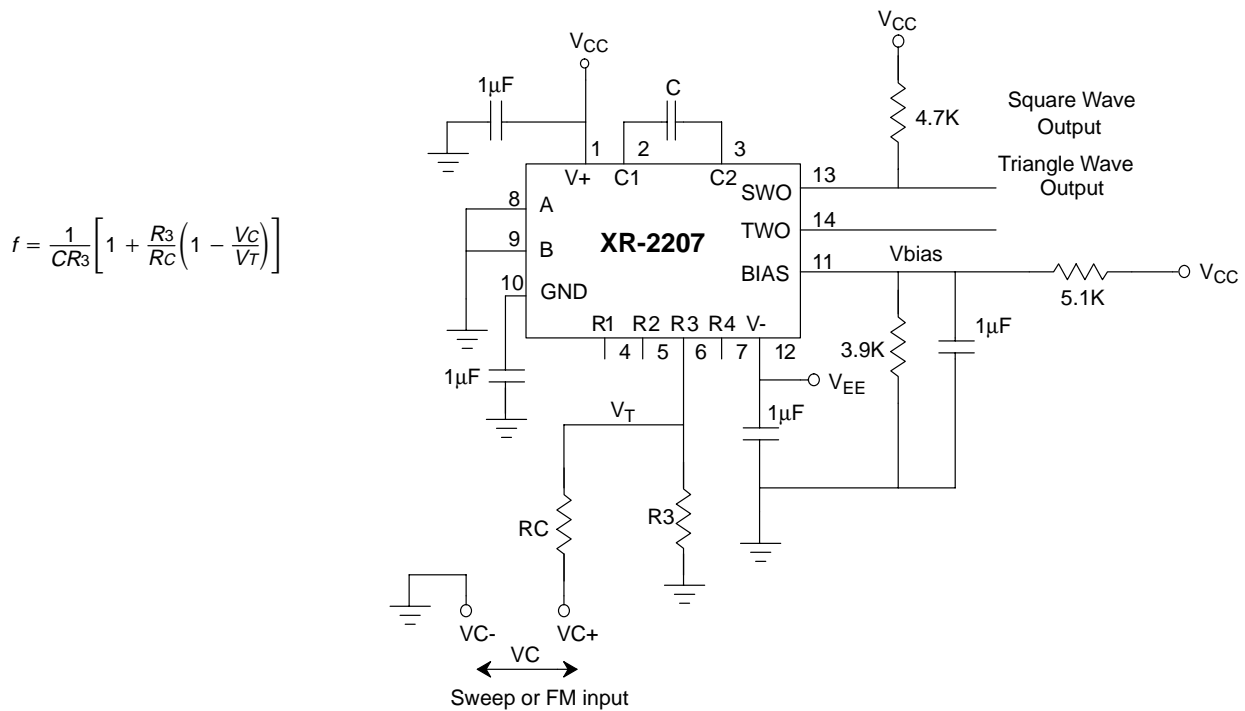 f = 1/CR3 [1 + R3/RC (1 − VC/VT)]
VCC
1µF
C
VCC
4.7K
Square Wave
Output
Triangle Wave
Output
1
2
3
V+
C1
C2
13
SWO
14
TWO
8
A
9
B
XR-2207
11
BIAS
Vbias
5.1K
VCC
10
GND
R1
R2
R3
R4
V-
4
5
6
7
12
1µF
3.9K
1µF
VEE
VT
1µF
RC
R3
VC-
VC+
VC
Sweep or FM input